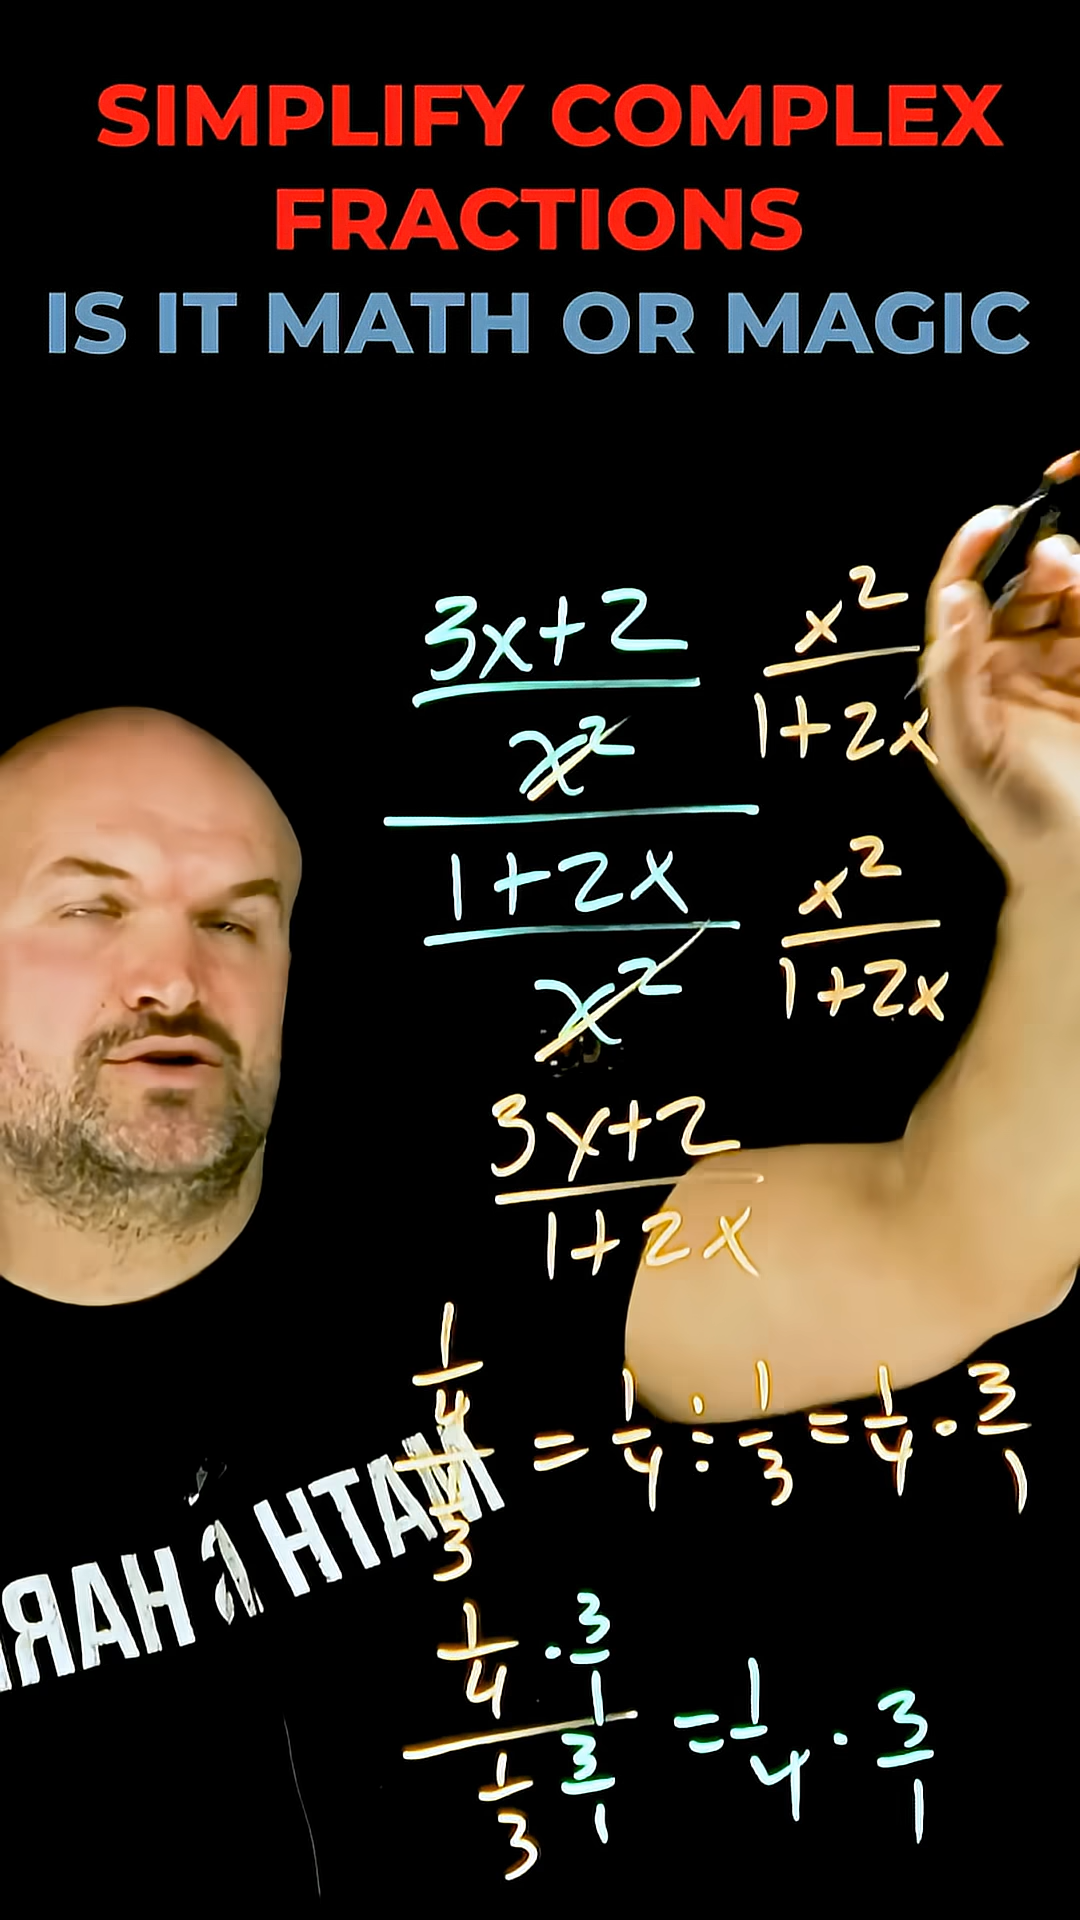 SIMPLIFY COMPLEX
FRACTIONS
IS IT MATH OR MAGIC
3x+2 x²
x² 1+2x
1+2x x²
x² 1+2x
3x+2
1+2x
1
4 = 1/4 ÷ 1/3 = 1/4 · 3/1
1
3
1/4 · 3/1 = 1/4 · 3/1
1/3 3/1
MATH &